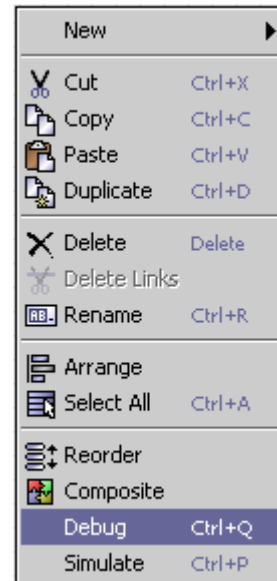 New
Cut Ctrl+X
Copy Ctrl+C
Paste Ctrl+V
Duplicate Ctrl+D
Delete Delete
Delete Links
AB. Rename Ctrl+R
Arrange
Select All Ctrl+A
Reorder
Composite
Debug Ctrl+Q
Simulate Ctrl+P